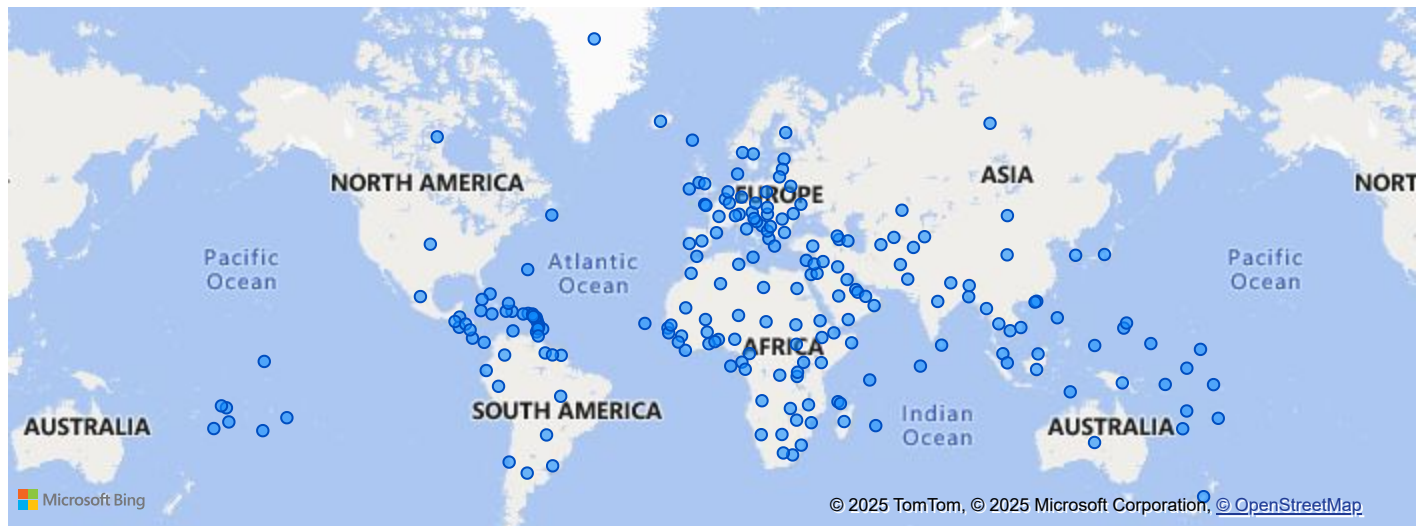 NORTH AMERICA
EUROPE
ASIA
NORT
Pacific
Ocean
Atlantic
Ocean
Pacific
Ocean
AFRICA
SOUTH AMERICA
Indian
Ocean
AUSTRALIA
AUSTRALIA
Microsoft Bing
© 2025 TomTom, © 2025 Microsoft Corporation, © OpenStreetMap